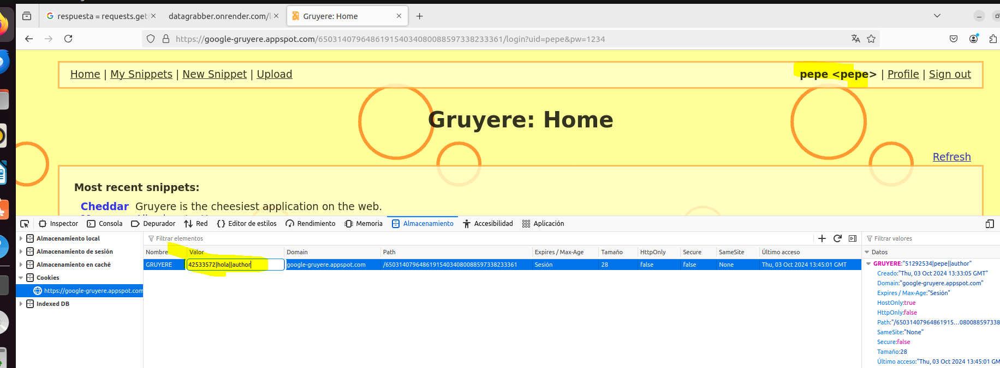 respuesta = requests.get
datagrabber.onrender.com/l
Gruyere: Home
https://google-gruyere.appspot.com/650314079648619154034080088597338233361/login?uid=pepe&pw=1234
Home | My Snippets | New Snippet | Upload
pepe <pepe> | Profile | Sign out
Gruyere: Home
Refresh
Most recent snippets:
Cheddar Gruyere is the cheesiest application on the web.
Inspector Consola Depurador Red Editor de estilos Rendimiento Memoria Almacenamiento Accesibilidad Aplicación
Almacenamiento local
Almacenamiento de sesión
Almacenamiento en caché
Cookies
https://google-gruyere.appspot.com
Indexed DB
Filtrar elementos
Nombre Valor Domain Path Expires / Max-Age Tamaño HttpOnly Secure SameSite Último acceso
GRUYERE 42533572|hola||author google-gruyere.appspot.com /650314079648619154034080088597338233361 Sesión 28 false false None Thu, 03 Oct 2024 13:45:01 GMT
Filtrar valores
Datos
GRUYERE:"51292534|pepe||author"
Creado:"Thu, 03 Oct 2024 13:33:05 GMT"
Domain:"google-gruyere.appspot.com"
Expires / Max-Age:"Sesión"
HostOnly:true
HttpOnly:false
Path:"/65031407964861915…080088597338
SameSite:"None"
Secure:false
Tamaño:28
Último acceso:"Thu, 03 Oct 2024 13:45:01 GM